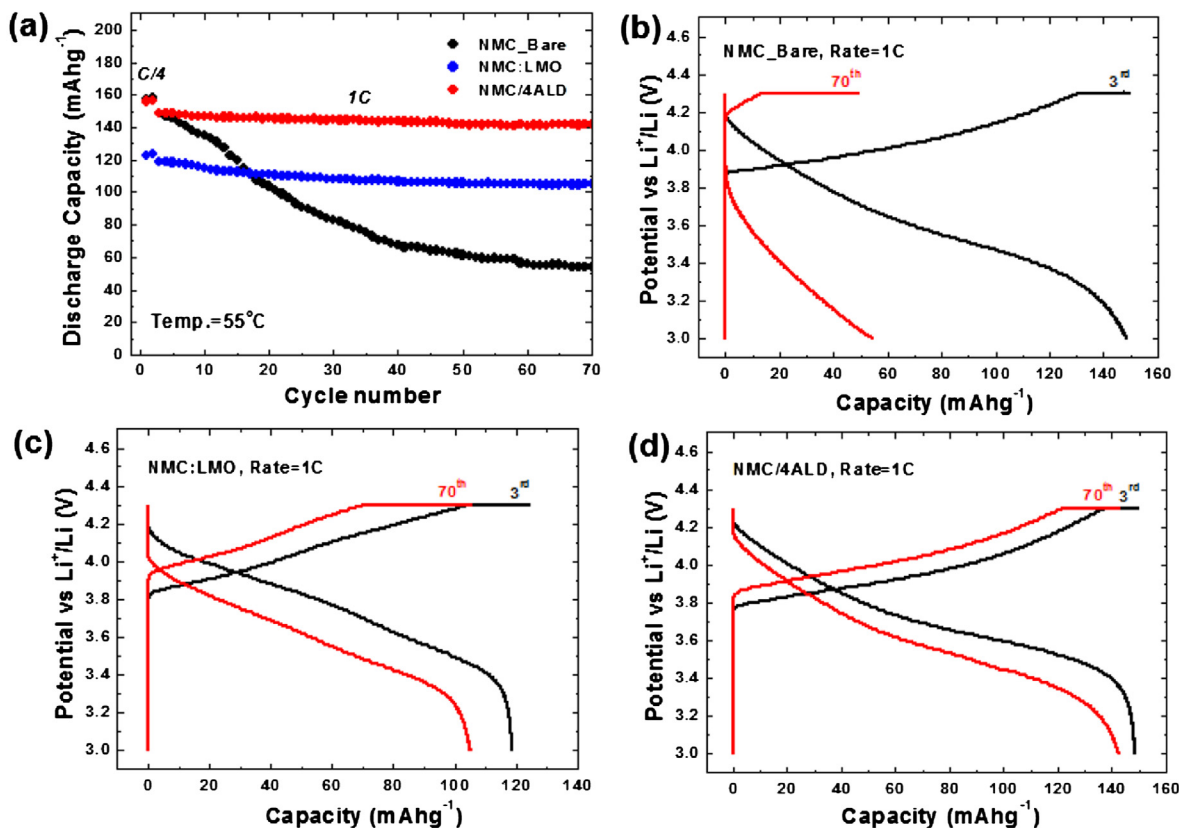 (a)
Discharge Capacity (mAhg-1)
210
200
180
160
140
120
100
80
60
40
20
0
C/4
1C
NMC_Bare
NMC:LMO
NMC/4ALD
Temp.=55°C
0 10 20 30 40 50 60 70
Cycle number
(b)
Potential vs Li+/Li (V)
4.6
4.4
4.2
4.0
3.8
3.6
3.4
3.2
3.0
NMC_Bare, Rate=1C
70th
3rd
0 20 40 60 80 100 120 140 160
Capacity (mAhg-1)
(c)
Potential vs Li+/Li (V)
4.6
4.4
4.2
4.0
3.8
3.6
3.4
3.2
3.0
NMC:LMO, Rate=1C
70th 3rd
0 20 40 60 80 100 120 140
Capacity (mAhg-1)
(d)
Potential vs Li+/Li (V)
4.6
4.4
4.2
4.0
3.8
3.6
3.4
3.2
3.0
NMC/4ALD, Rate=1C
70th 3rd
0 20 40 60 80 100 120 140 160
Capacity (mAhg-1)